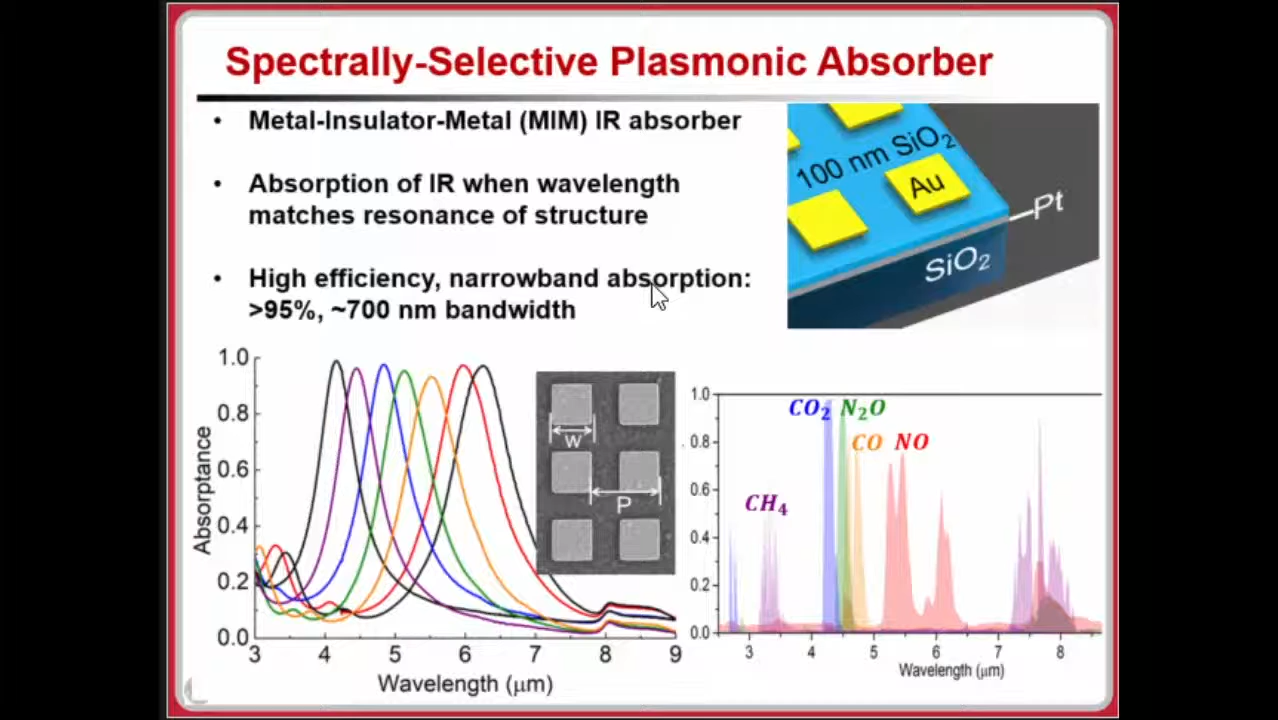 Spectrally-Selective Plasmonic Absorber
• Metal-Insulator-Metal (MIM) IR absorber
• Absorption of IR when wavelength
matches resonance of structure
• High efficiency, narrowband absorption:
>95%, ~700 nm bandwidth
100 nm SiO₂
Au
Pt
SiO₂
1.0
0.8
0.6
0.4
0.2
0.0
Absorptance
3 4 5 6 7 8 9
Wavelength (μm)
W
P
1.0
0.8
0.6
0.4
0.2
0.0
CO₂ N₂O
CO NO
CH₄
3 4 5 6 7 8
Wavelength (μm)